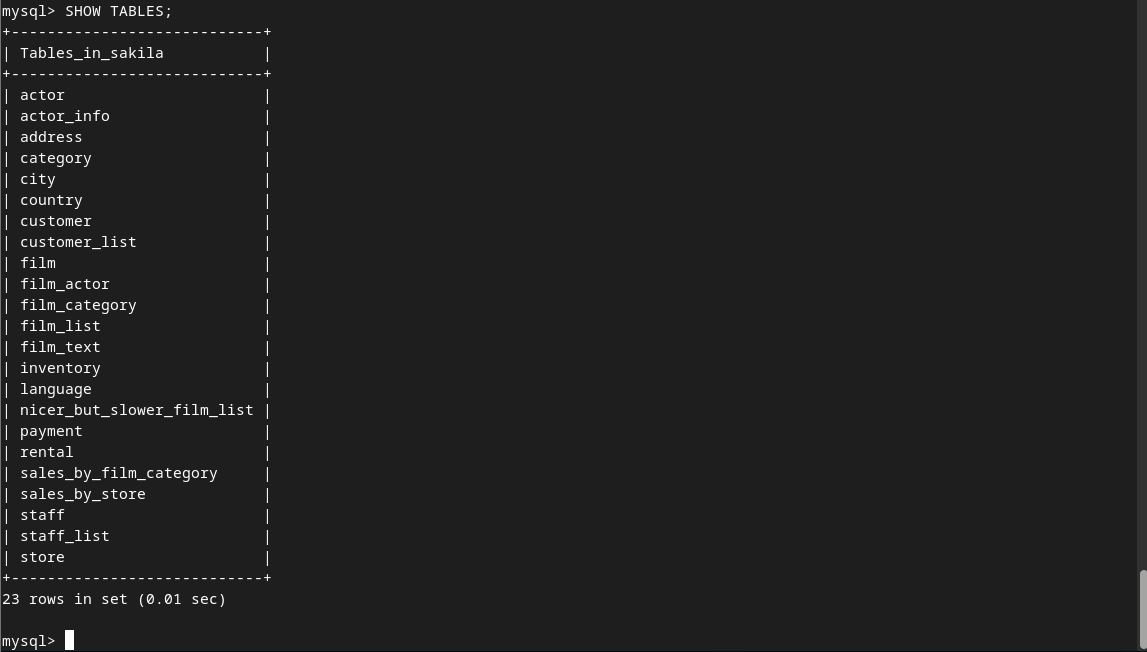 mysql> SHOW TABLES;
+----------------------------+
| Tables_in_sakila           |
+----------------------------+
| actor                      |
| actor_info                 |
| address                    |
| category                   |
| city                       |
| country                    |
| customer                   |
| customer_list              |
| film                       |
| film_actor                 |
| film_category              |
| film_list                  |
| film_text                  |
| inventory                  |
| language                   |
| nicer_but_slower_film_list |
| payment                    |
| rental                     |
| sales_by_film_category     |
| sales_by_store             |
| staff                      |
| staff_list                 |
| store                      |
+----------------------------+
23 rows in set (0.01 sec)
mysql>